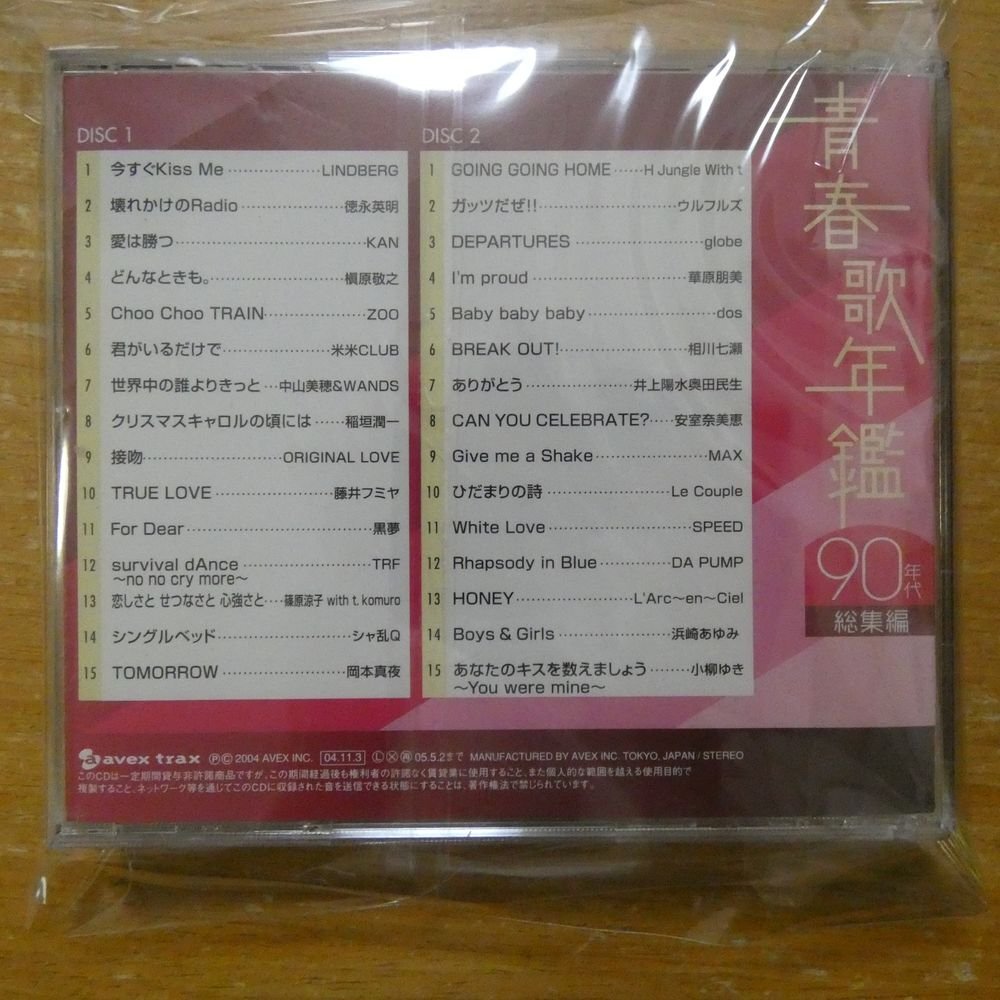 DISC 1
1 今すぐKiss Me ………… LINDBERG
2 壊れかけのRadio ………… 徳永英明
3 愛は勝つ ………… KAN
4 どんなときも。 ………… 槇原敬之
5 Choo Choo TRAIN ………… ZOO
6 君がいるだけで ………… 米米CLUB
7 世界中の誰よりきっと … 中山美穂&WANDS
8 クリスマスキャロルの頃には …… 稲垣潤一
9 接吻 ………… ORIGINAL LOVE
10 TRUE LOVE ………… 藤井フミヤ
11 For Dear ………… 黒夢
12 survival dAnce ………… TRF
～no no cry more～
13 恋しさと せつなさと 心強さと …… 篠原涼子 with t. komuro
14 シングルベッド ………… シャ乱Q
15 TOMORROW ………… 岡本真夜
DISC 2
1 GOING GOING HOME …… H Jungle With t
2 ガッツだぜ!! ………… ウルフルズ
3 DEPARTURES ………… globe
4 I'm proud ………… 華原朋美
5 Baby baby baby ………… dos
6 BREAK OUT! ………… 相川七瀬
7 ありがとう ………… 井上陽水奥田民生
8 CAN YOU CELEBRATE? …… 安室奈美恵
9 Give me a Shake ………… MAX
10 ひだまりの詩 ………… Le Couple
11 White Love ………… SPEED
12 Rhapsody in Blue ………… DA PUMP
13 HONEY ………… L'Arc～en～Ciel
14 Boys & Girls ………… 浜崎あゆみ
15 あなたのキスを数えましょう ……… 小柳ゆき
～You were mine～
青春歌年鑑
90年代
総集編
avex trax ℗© 2004 AVEX INC. 04.11.3 Ⓛ Ⓧ 再 05.5.2まで MANUFACTURED BY AVEX INC. TOKYO, JAPAN / STEREO
このCDは一定期間貸与非許諾商品ですが、この期間経過後も権利者の許諾なく賃貸業に使用すること、また個人的な範囲を越える使用目的で
複製すること、ネットワーク等を通じてこのCDに収録された音を送信できる状態にすることは、著作権法で禁じられています。